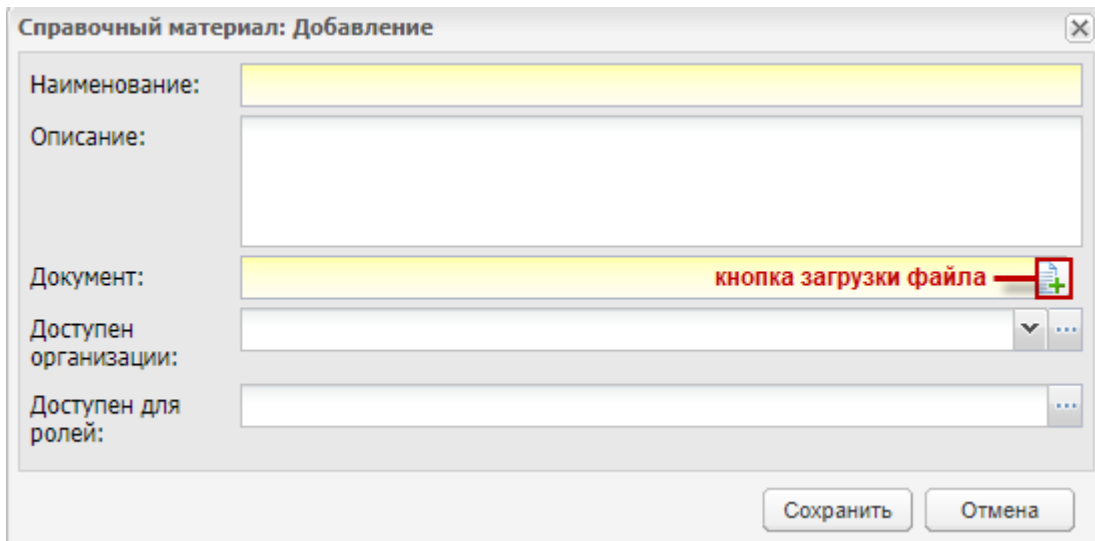 Справочный материал: Добавление
Наименование:
Описание:
Документ:
кнопка загрузки файла
Доступен
организации:
Доступен для
ролей:
Сохранить
Отмена